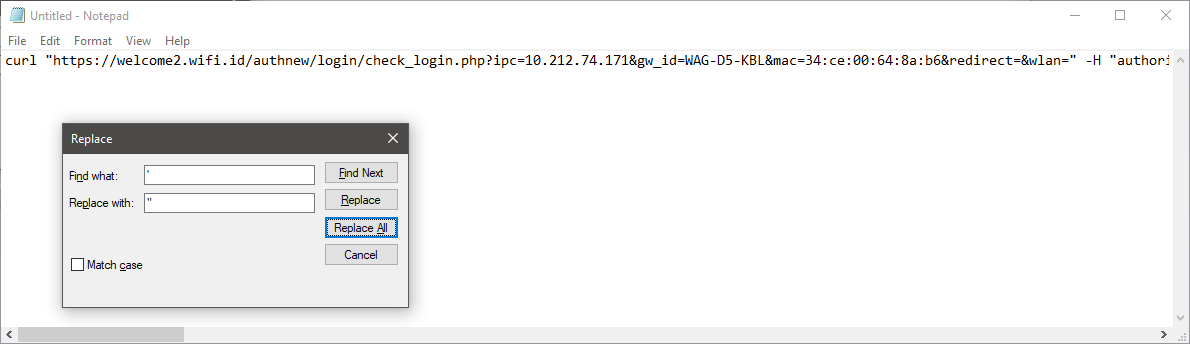 Untitled - Notepad
File Edit Format View Help
curl "https://welcome2.wifi.id/authnew/login/check_login.php?ipc=10.212.74.171&gw_id=WAG-D5-KBL&mac=34:ce:00:64:8a:b6&redirect=&wlan=" -H "authori
Replace
Find what: ' Find Next
Replace with: " Replace
Replace All
Cancel
Match case